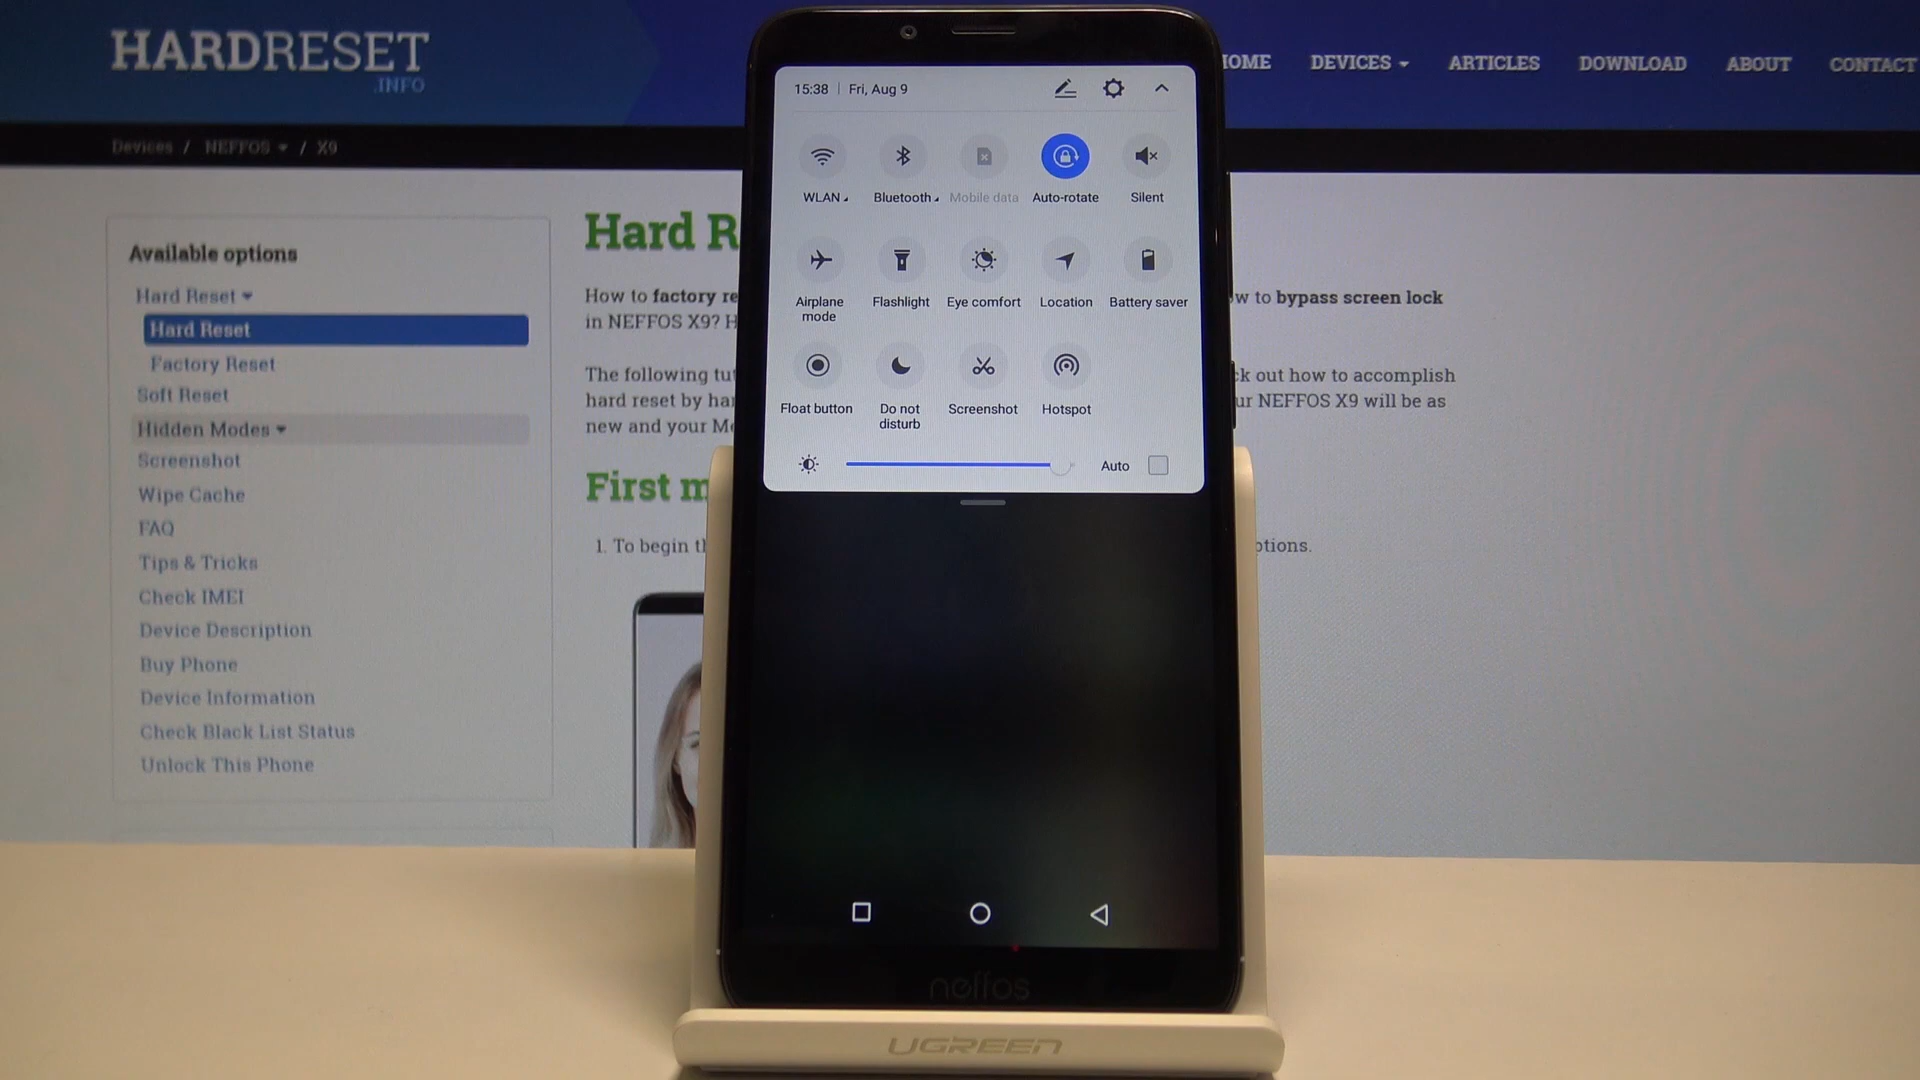 HARDRESET
.INFO
HOME
DEVICES
ARTICLES
DOWNLOAD
ABOUT
CONTACT
Devices / NEFFOS / X9
Available options
Hard Reset
Hard Reset
Factory Reset
Soft Reset
Hidden Modes
Screenshot
Wipe Cache
FAQ
Tips & Tricks
Check IMEI
Device Description
Buy Phone
Device Information
Check Black List Status
Unlock This Phone
Hard R
How to factory re
w to bypass screen lock
in NEFFOS X9? H
The following tut
ck out how to accomplish
hard reset by har
ur NEFFOS X9 will be as
new and your Me
First m
1. To begin th
ptions.
15:38 | Fri, Aug 9
WLAN
Bluetooth
Mobile data
Auto-rotate
Silent
Airplane mode
Flashlight
Eye comfort
Location
Battery saver
Float button
Do not disturb
Screenshot
Hotspot
Auto
neffos
UGREEN